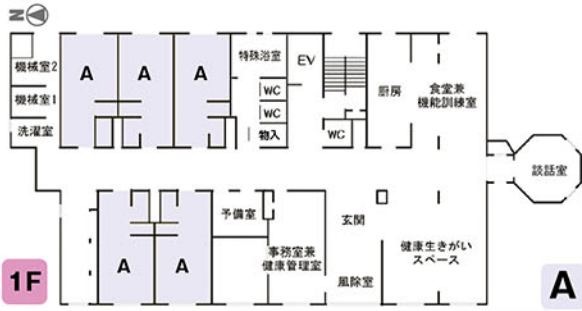 N
機械室2
A
A
A
特殊浴室
EV
厨房
食堂兼
機能訓練室
機械室1
WC
WC
洗濯室
物入
WC
談話室
予備室
玄関
A
A
事務室兼
健康管理室
健康生きがい
スペース
風除室
1F
A